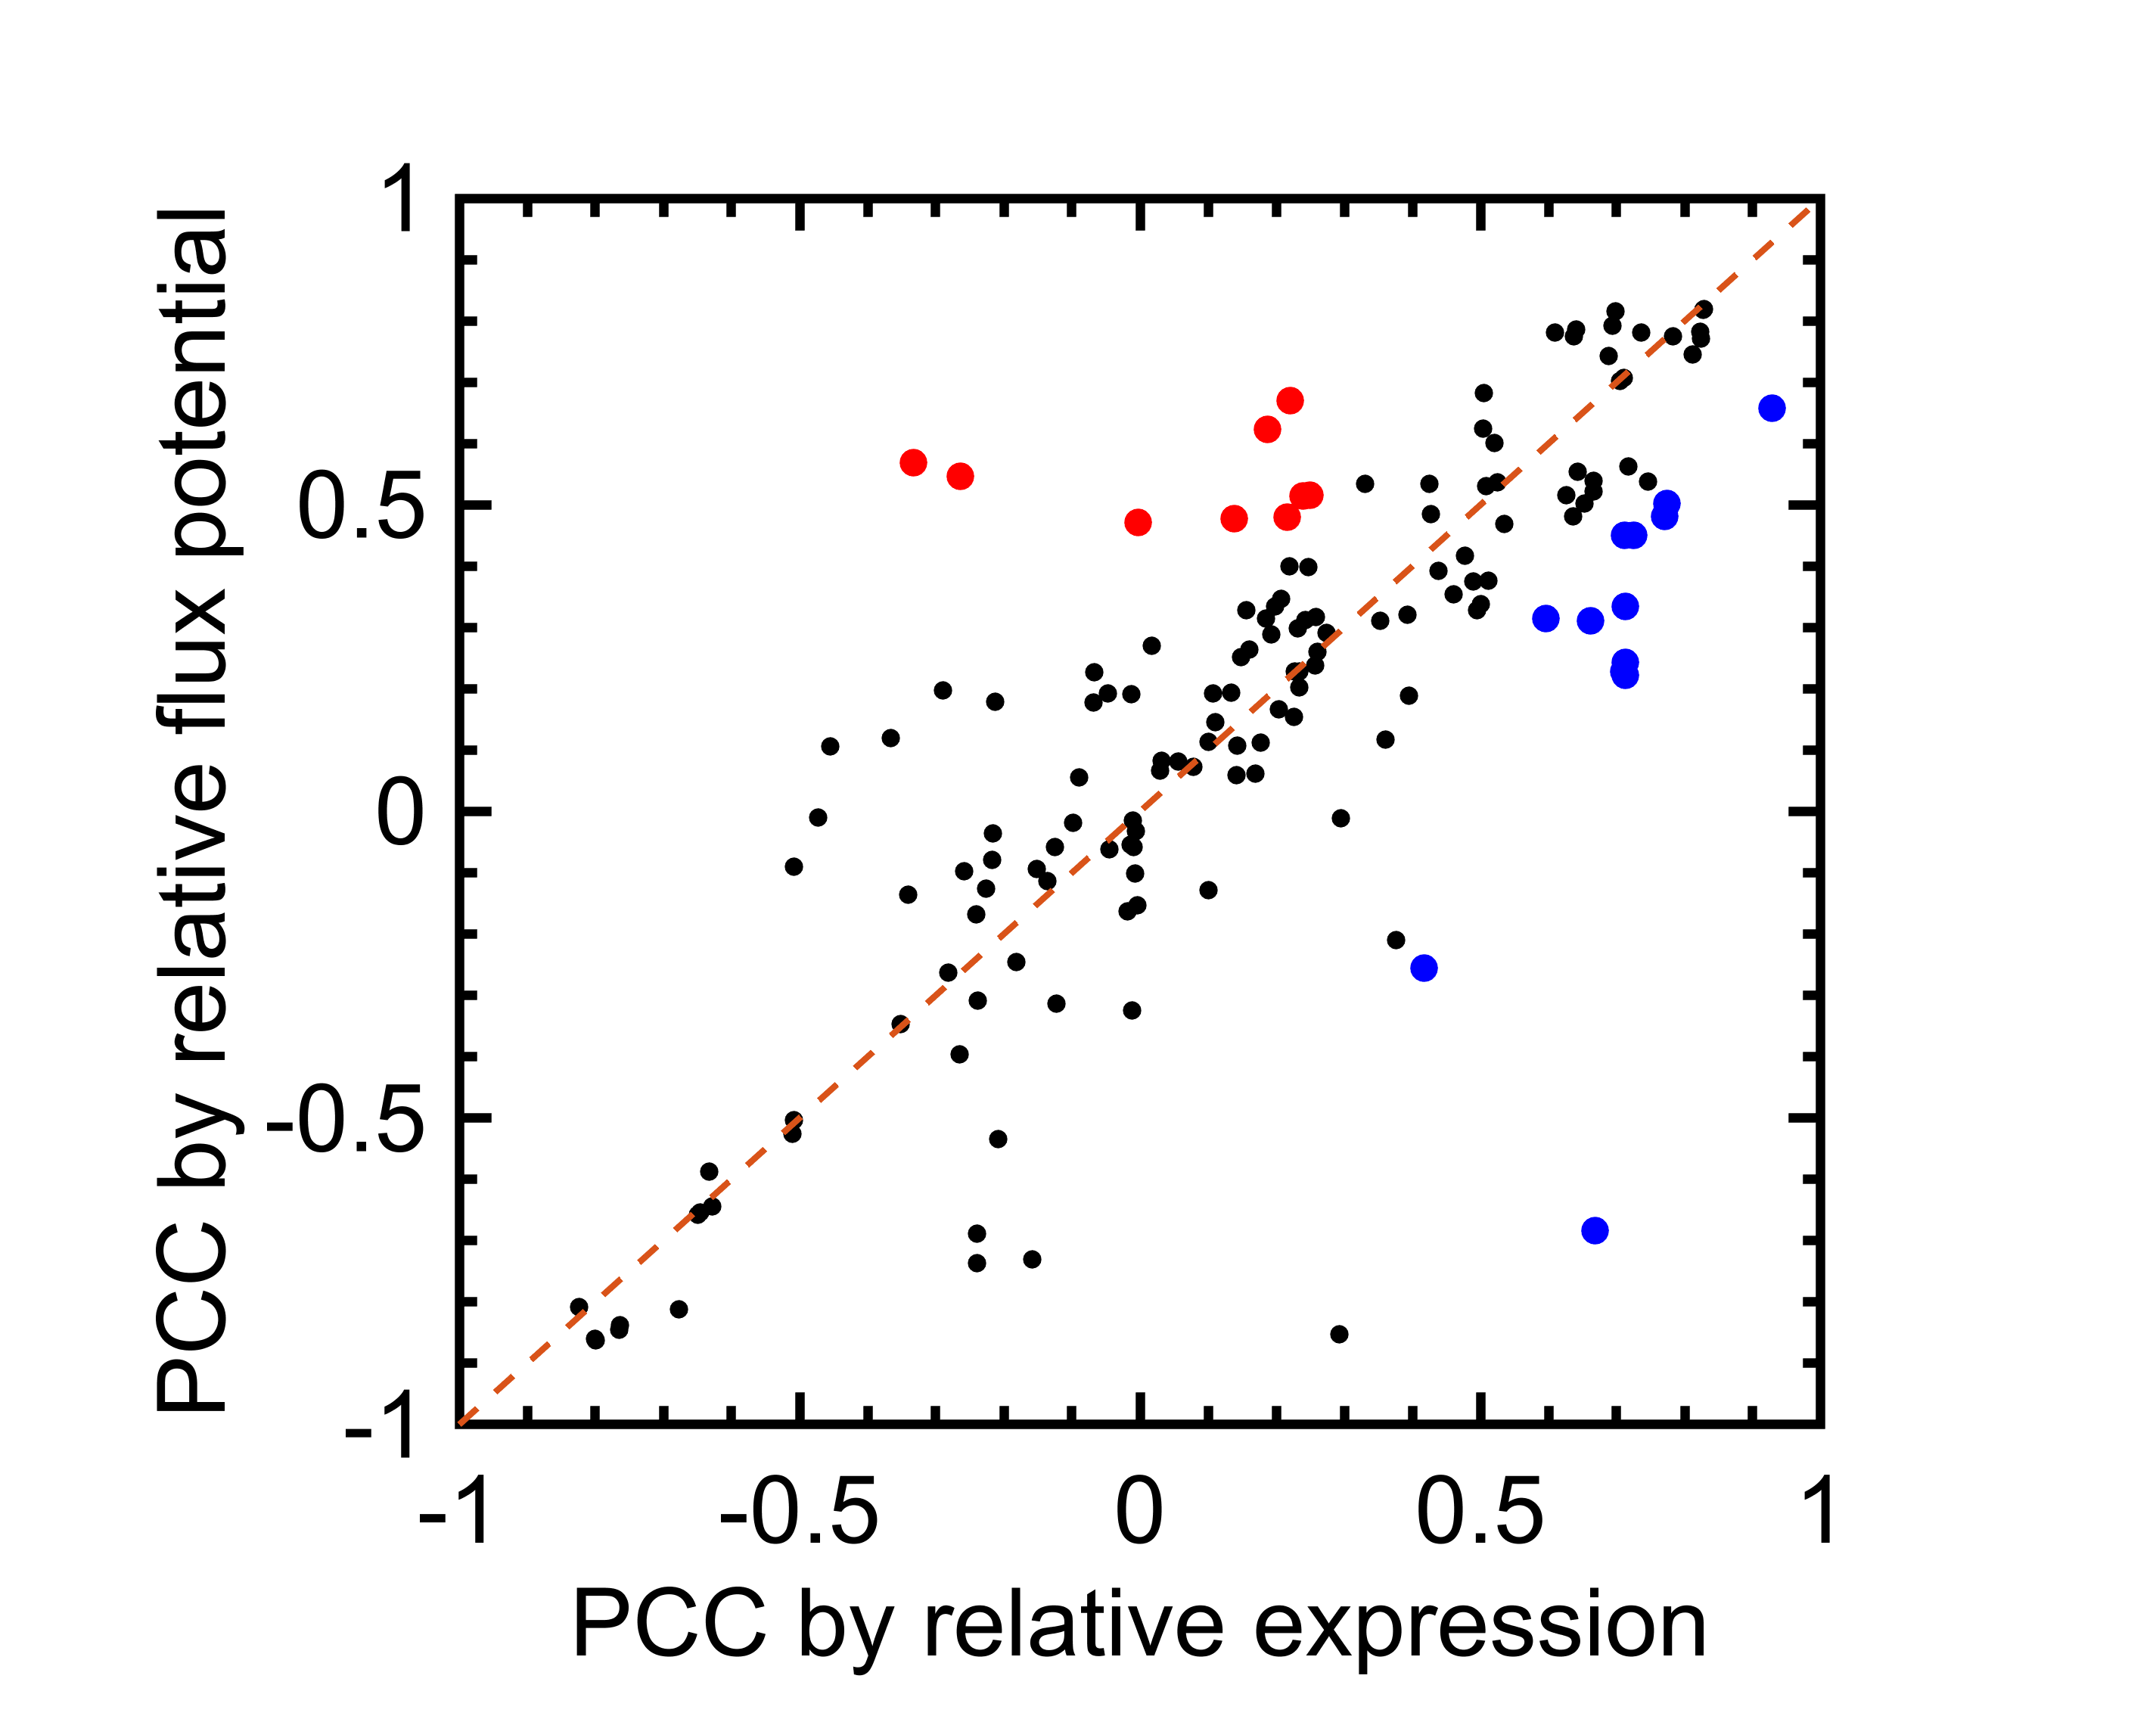 PCC by relative flux potential
1
0.5
0
-0.5
-1
-1 -0.5 0 0.5 1
PCC by relative expression